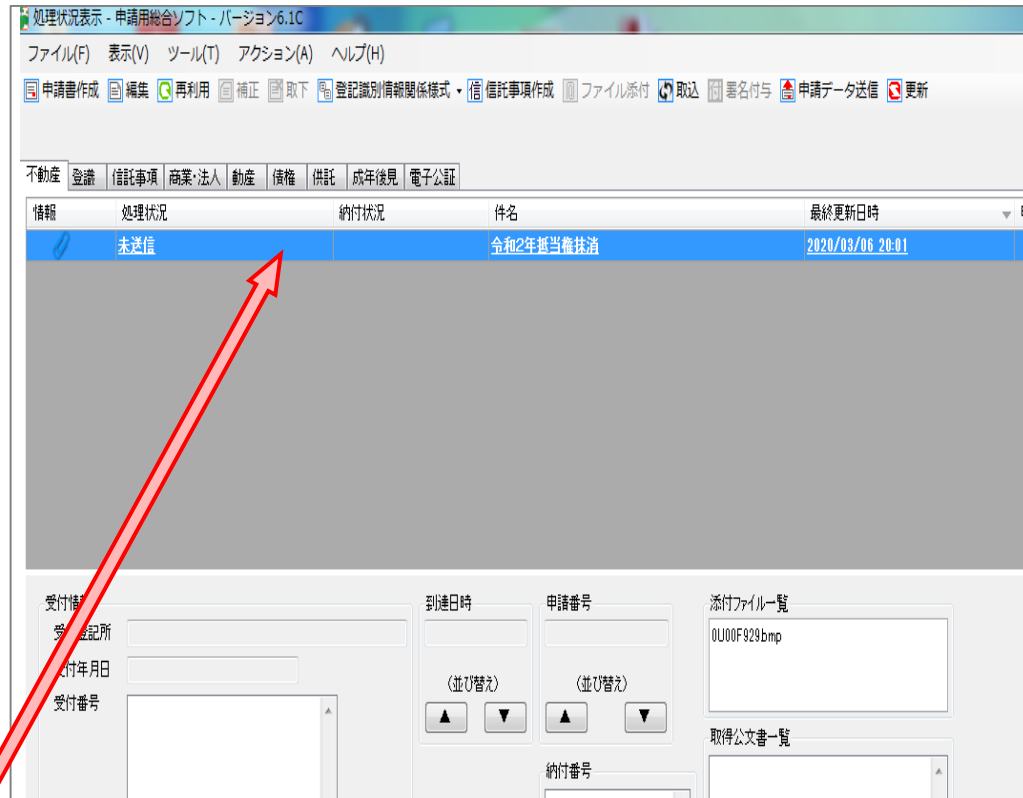 処理状況表示 - 申請用総合ソフト - バージョン6.1C
ファイル(F) 表示(V) ツール(T) アクション(A) ヘルプ(H)
申請書作成 編集 再利用 補正 取下 登記識別情報関係様式 信託事項作成 ファイル添付 取込 署名付与 申請データ送信 更新
不動産 登識 信託事項 商業・法人 動産 債権 供託 成年後見 電子公証
情報 処理状況 納付状況 件名 最終更新日時
未送信 令和2年抵当権抹消 2020/03/06 20:01
受付情 到達日時 申請番号 添付ファイル一覧
受 登記所 0U00F929.bmp
付年月日
(並び替え) (並び替え)
受付番号 ▲ ▼ ▲ ▼
取得公文書一覧
納付番号